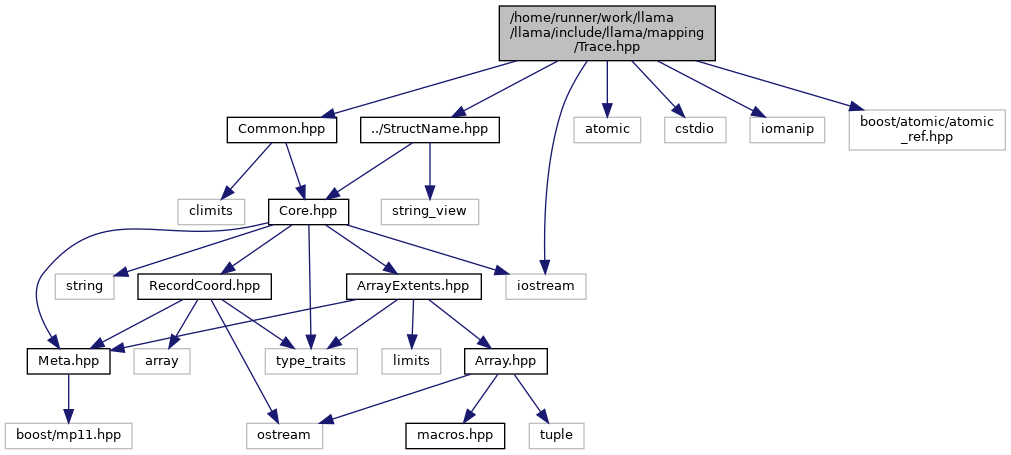 /home/runner/work/llama
/llama/include/llama/mapping
/Trace.hpp
Common.hpp
../StructName.hpp
atomic
cstdio
iomanip
boost/atomic/atomic
_ref.hpp
climits
Core.hpp
string_view
string
RecordCoord.hpp
ArrayExtents.hpp
iostream
Meta.hpp
array
type_traits
limits
Array.hpp
boost/mp11.hpp
ostream
macros.hpp
tuple